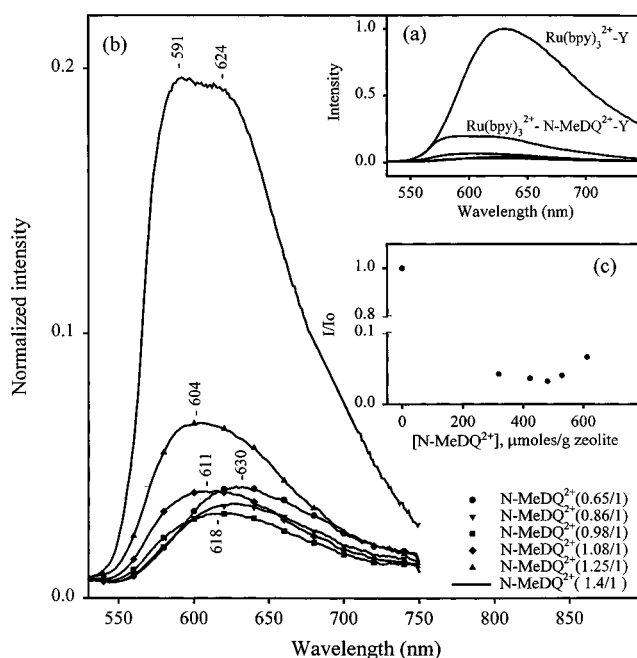 (b)
591
624
604
611
630
618
0.2
0.1
0.0
Normalized intensity
550
600
650
700
750
800
850
Wavelength (nm)
(a)
Ru(bpy)₃²⁺-Y
Ru(bpy)₃²⁺- N-MeDQ²⁺-Y
1.0
0.5
0.0
Intensity
550
600
650
700
Wavelength (nm)
(c)
1.0
0.8
0.1
0.0
I/Io
0
200
400
600
[N-MeDQ²⁺], μmoles/g zeolite
N-MeDQ²⁺(0.65/1)
N-MeDQ²⁺(0.86/1)
N-MeDQ²⁺(0.98/1)
N-MeDQ²⁺(1.08/1)
N-MeDQ²⁺(1.25/1)
N-MeDQ²⁺( 1.4/1)